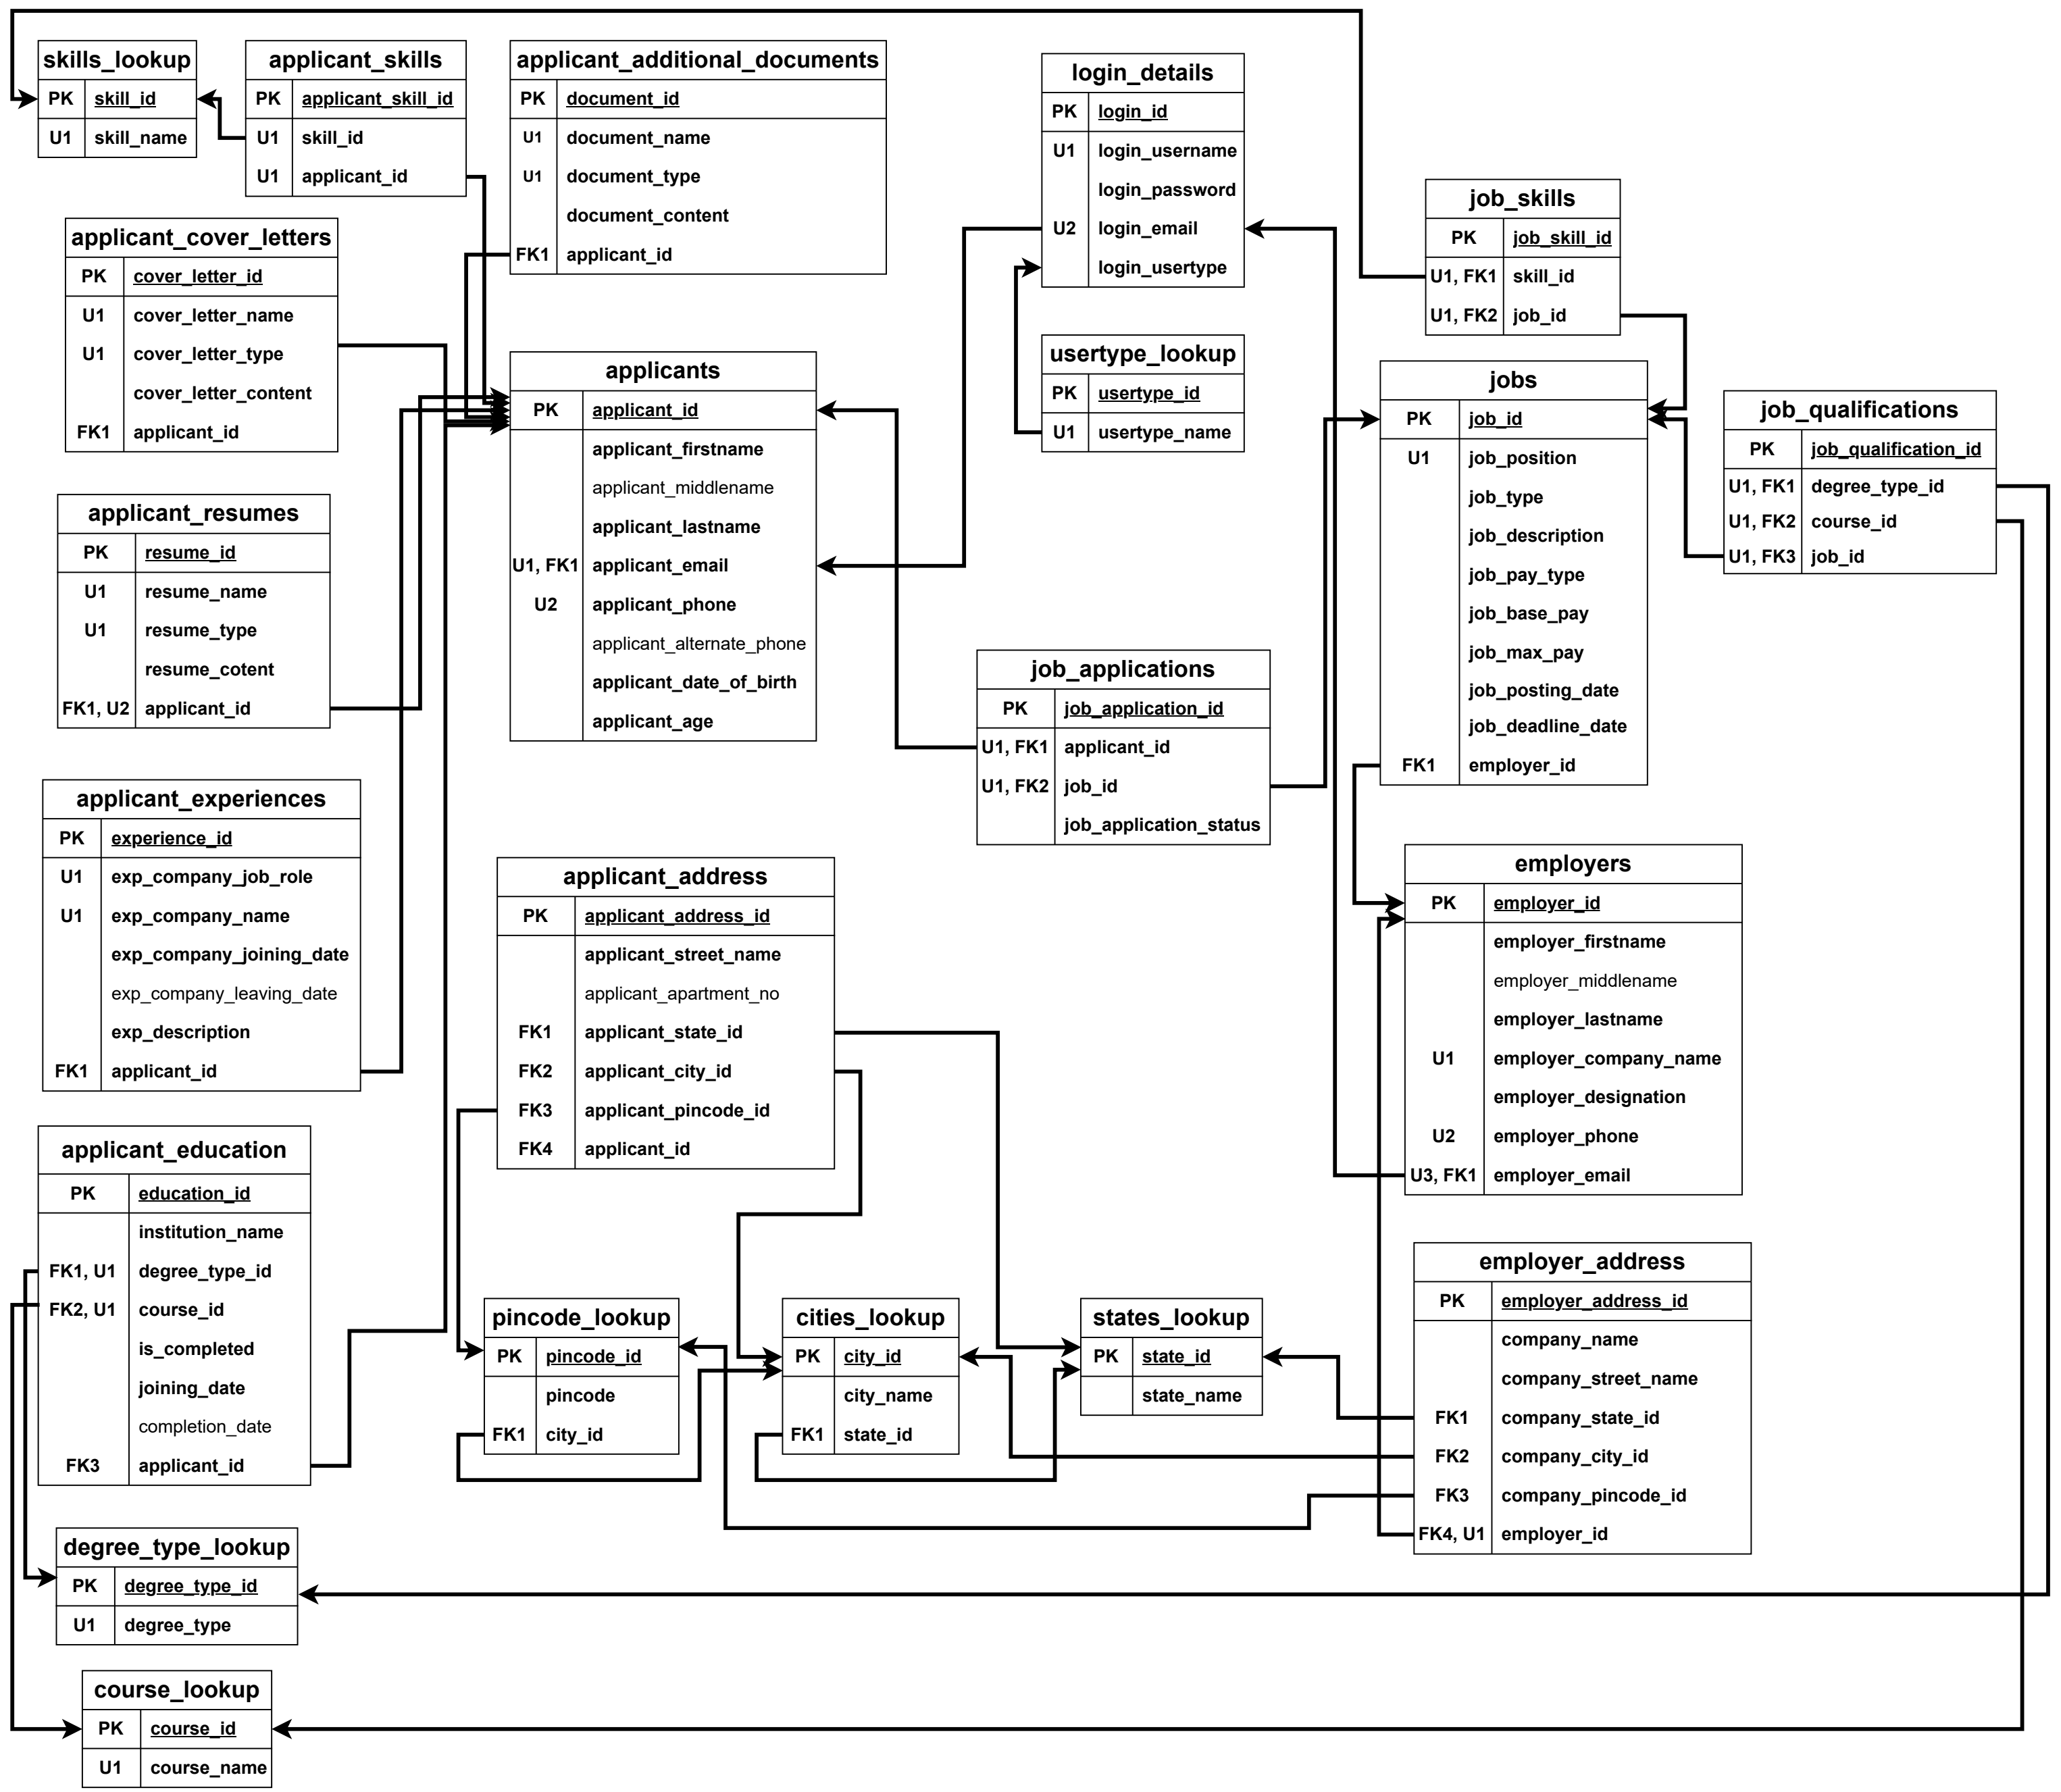 skills_lookup
PK skill_id
U1 skill_name
applicant_skills
PK applicant_skill_id
U1 skill_id
U1 applicant_id
applicant_additional_documents
PK document_id
U1 document_name
U1 document_type
document_content
FK1 applicant_id
login_details
PK login_id
U1 login_username
login_password
U2 login_email
login_usertype
job_skills
PK job_skill_id
U1, FK1 skill_id
U1, FK2 job_id
applicant_cover_letters
PK cover_letter_id
U1 cover_letter_name
U1 cover_letter_type
cover_letter_content
FK1 applicant_id
applicants
PK applicant_id
applicant_firstname
applicant_middlename
applicant_lastname
U1, FK1 applicant_email
U2 applicant_phone
applicant_alternate_phone
applicant_date_of_birth
applicant_age
usertype_lookup
PK usertype_id
U1 usertype_name
jobs
PK job_id
U1 job_position
job_type
job_description
job_pay_type
job_base_pay
job_max_pay
job_posting_date
job_deadline_date
FK1 employer_id
job_qualifications
PK job_qualification_id
U1, FK1 degree_type_id
U1, FK2 course_id
U1, FK3 job_id
applicant_resumes
PK resume_id
U1 resume_name
U1 resume_type
resume_cotent
FK1, U2 applicant_id
job_applications
PK job_application_id
U1, FK1 applicant_id
U1, FK2 job_id
job_application_status
applicant_experiences
PK experience_id
U1 exp_company_job_role
U1 exp_company_name
exp_company_joining_date
exp_company_leaving_date
exp_description
FK1 applicant_id
applicant_address
PK applicant_address_id
applicant_street_name
applicant_apartment_no
FK1 applicant_state_id
FK2 applicant_city_id
FK3 applicant_pincode_id
FK4 applicant_id
employers
PK employer_id
employer_firstname
employer_middlename
employer_lastname
U1 employer_company_name
employer_designation
U2 employer_phone
U3, FK1 employer_email
applicant_education
PK education_id
institution_name
FK1, U1 degree_type_id
FK2, U1 course_id
is_completed
joining_date
completion_date
FK3 applicant_id
pincode_lookup
PK pincode_id
pincode
FK1 city_id
cities_lookup
PK city_id
city_name
FK1 state_id
states_lookup
PK state_id
state_name
employer_address
PK employer_address_id
company_name
company_street_name
FK1 company_state_id
FK2 company_city_id
FK3 company_pincode_id
FK4, U1 employer_id
degree_type_lookup
PK degree_type_id
U1 degree_type
course_lookup
PK course_id
U1 course_name